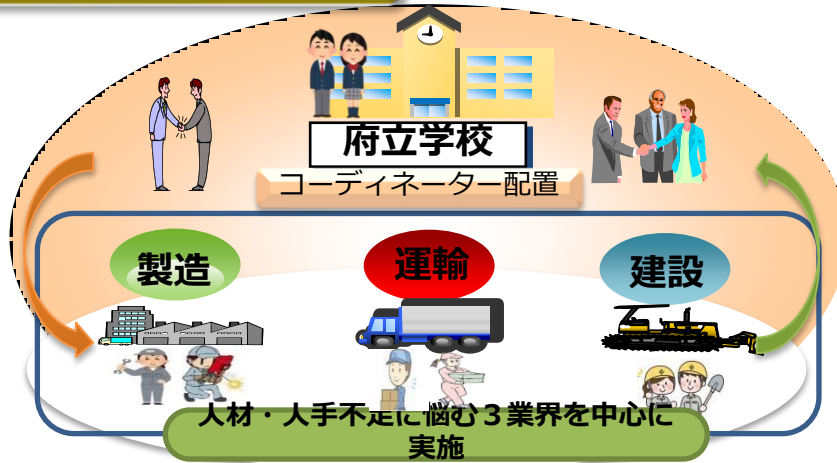 府立学校
コーディネーター配置
製造
運輸
建設
人材・人手不足に悩む３業界を中心に
実施